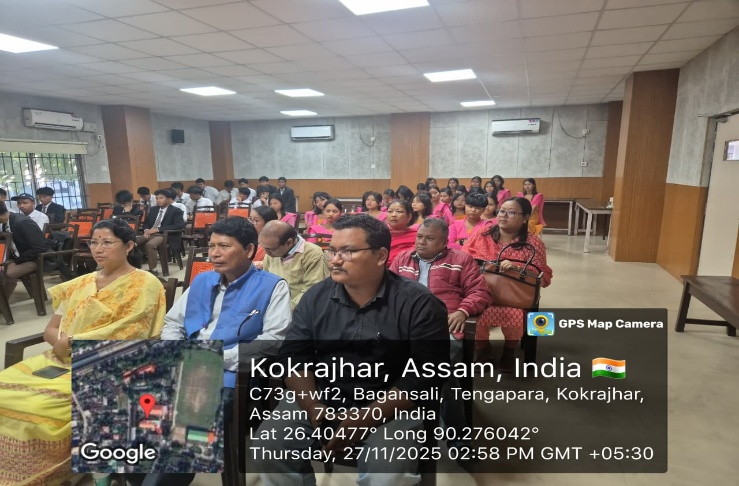 GPS Map Camera
Kokrajhar, Assam, India
C73g+wf2, Bagansali, Tengapara, Kokrajhar,
Assam 783370, India
Lat 26.40477° Long 90.276042°
Thursday, 27/11/2025 02:58 PM GMT +05:30
Google